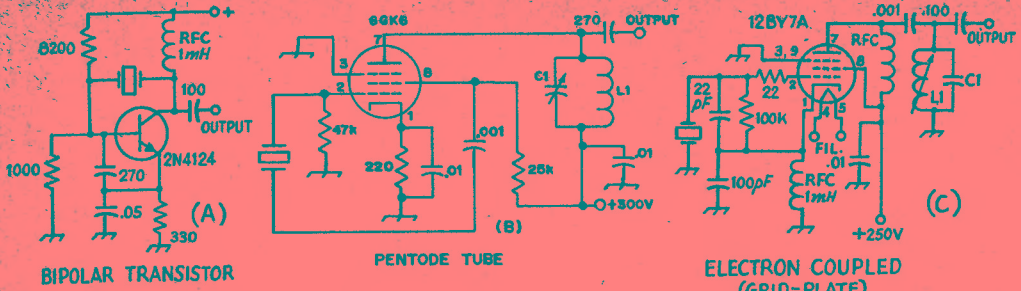 +
8200
RFC
1mH
100
OUTPUT
2N4124
1000
270
.05
330
(A)
BIPOLAR TRANSISTOR
6GK6
7
3
2
8
1
47k
220
.01
.001
25k
270
OUTPUT
C1
L1
.01
+300V
(B)
PENTODE TUBE
12BY7A
7
3,9
2
8
1
4
5
22
pF
22
100K
FIL.
.01
100pF
RFC
1mH
RFC
.001
.100
OUTPUT
L1
C1
+250V
(C)
ELECTRON COUPLED
(GRID-PLATE)